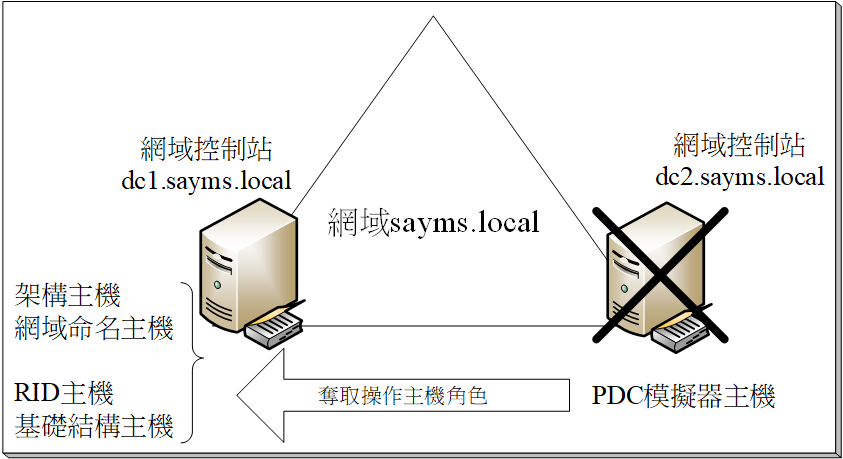 網域控制站
dc1.sayms.local
網域控制站
dc2.sayms.local
網域sayms.local
架構主機
網域命名主機
RID主機
基礎結構主機
奪取操作主機角色
PDC模擬器主機